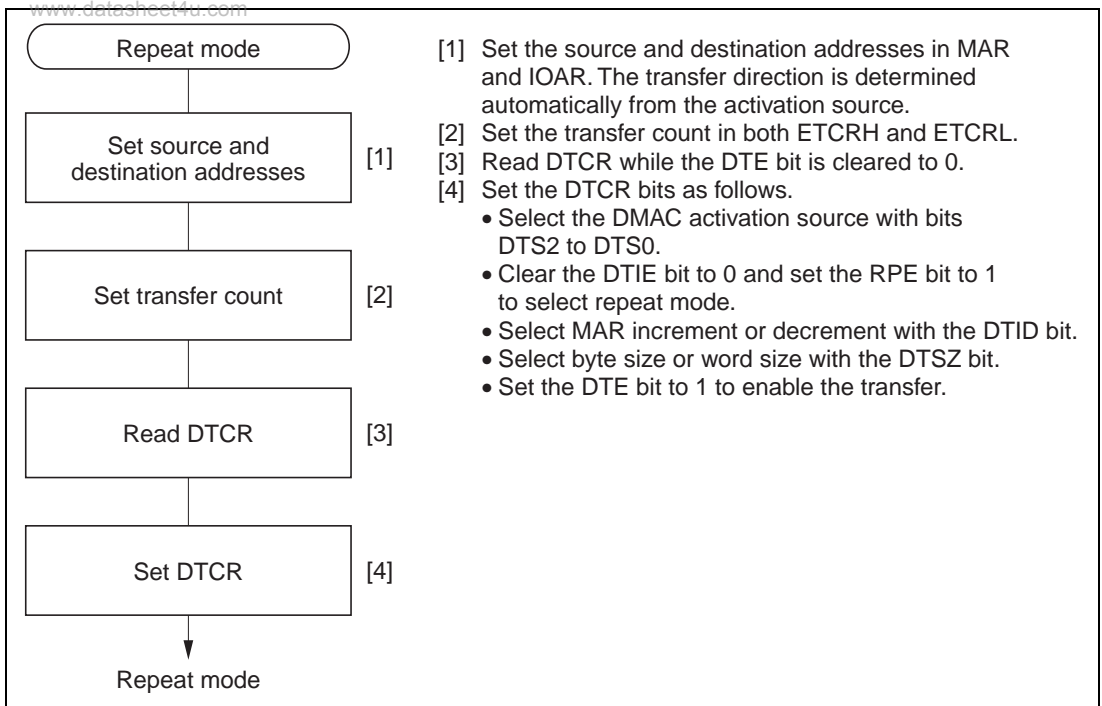 www.datasheet4u.com
Repeat mode
Set source and
destination addresses
[1]
Set transfer count
[2]
Read DTCR
[3]
Set DTCR
[4]
Repeat mode
[1] Set the source and destination addresses in MAR
and IOAR. The transfer direction is determined
automatically from the activation source.
[2] Set the transfer count in both ETCRH and ETCRL.
[3] Read DTCR while the DTE bit is cleared to 0.
[4] Set the DTCR bits as follows.
• Select the DMAC activation source with bits
DTS2 to DTS0.
• Clear the DTIE bit to 0 and set the RPE bit to 1
to select repeat mode.
• Select MAR increment or decrement with the DTID bit.
• Select byte size or word size with the DTSZ bit.
• Set the DTE bit to 1 to enable the transfer.